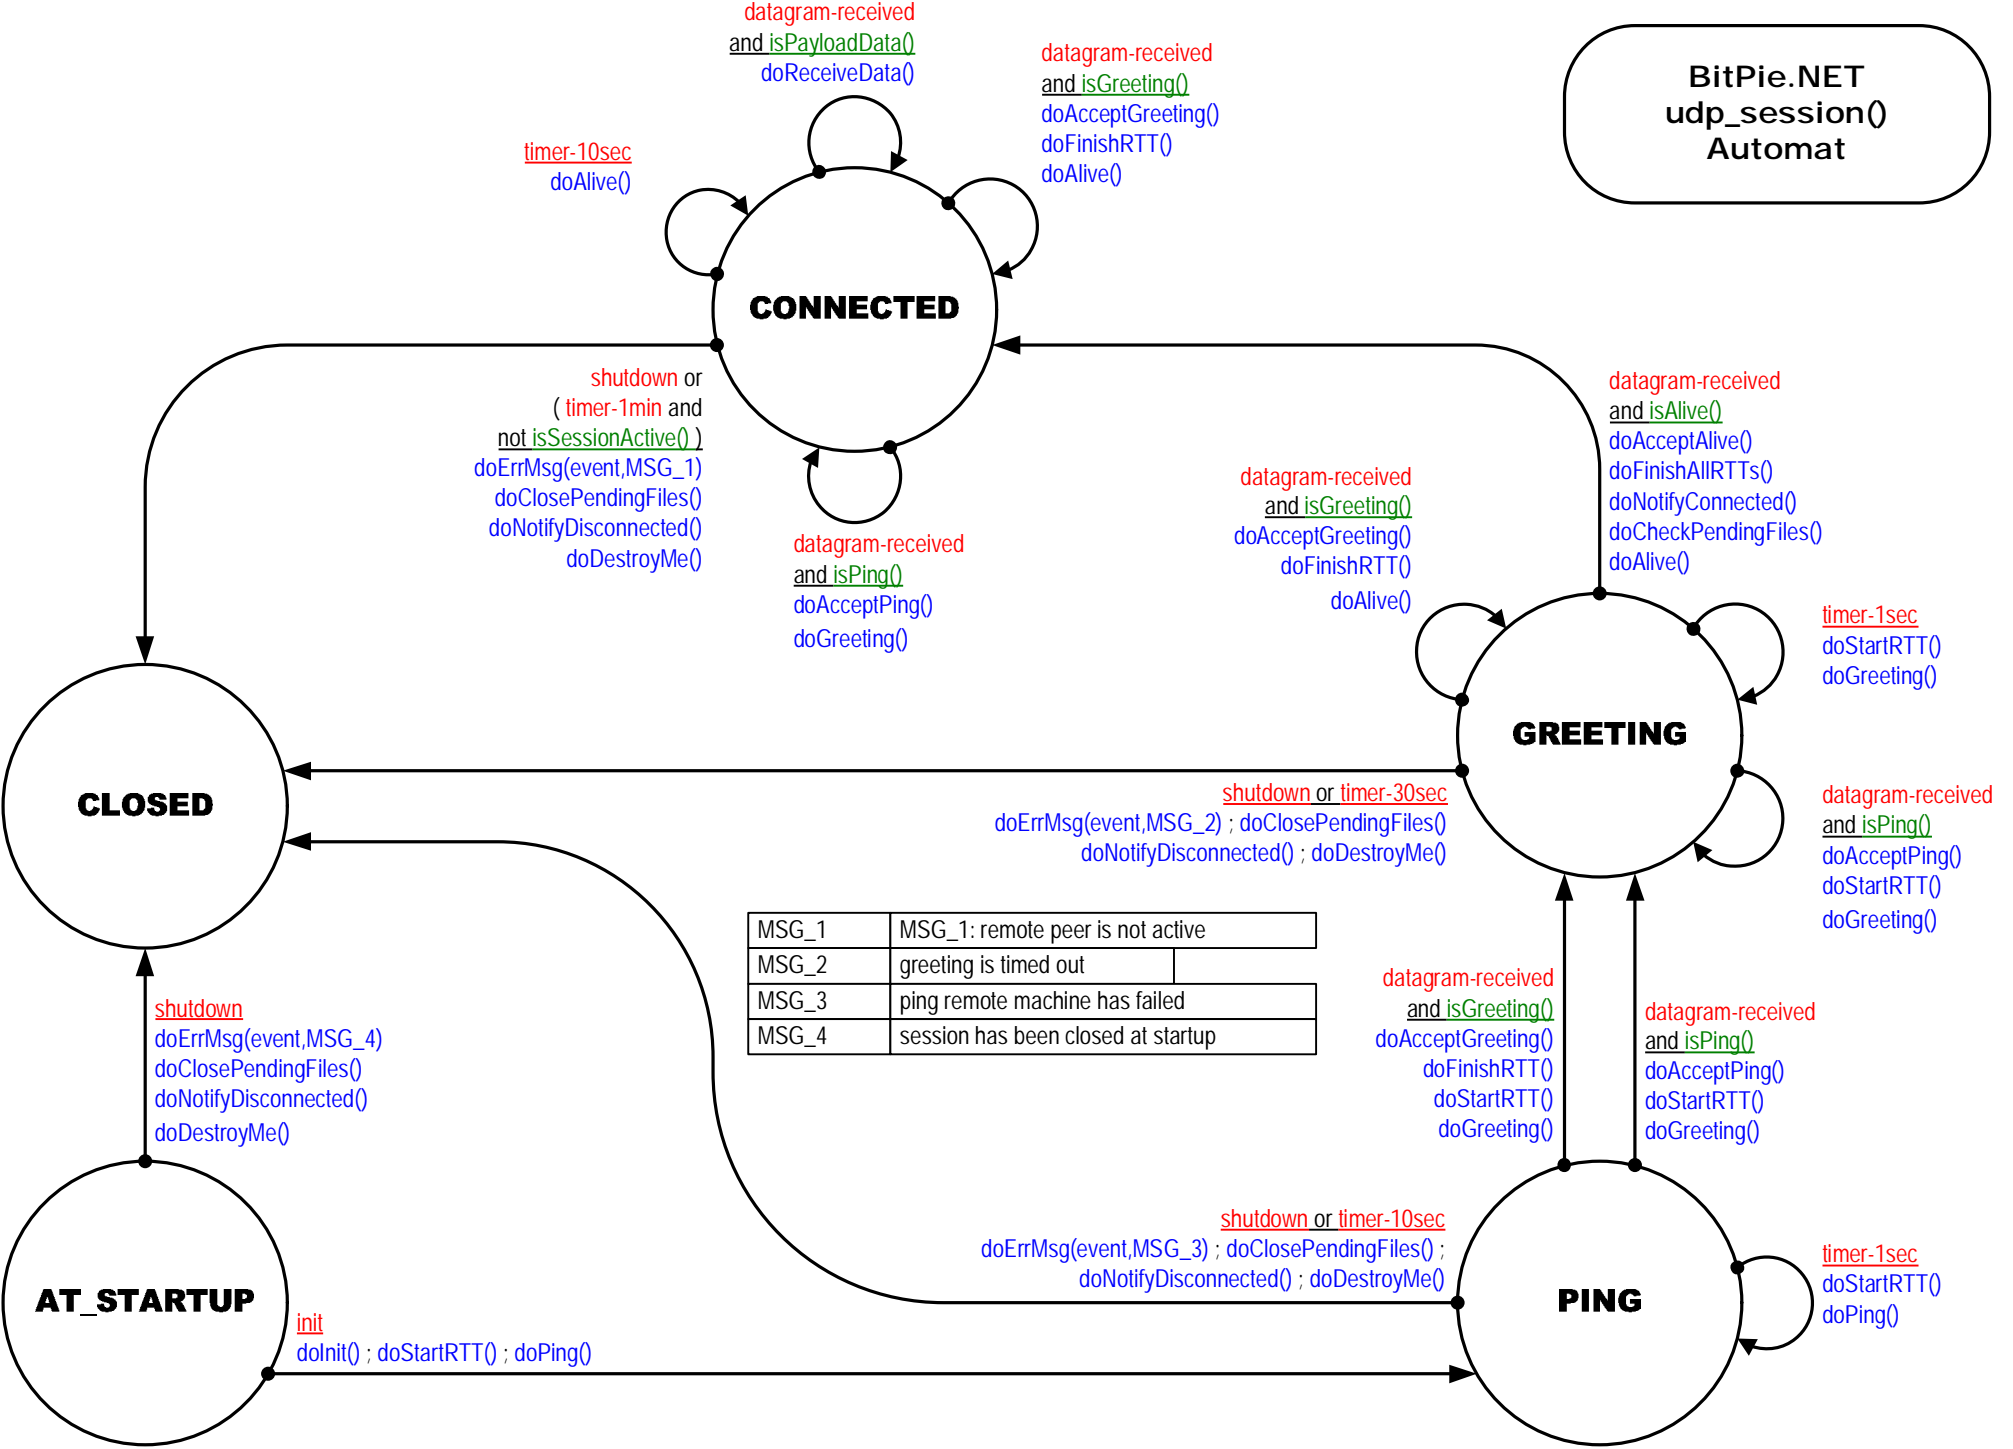 datagram-received
and isPayloadData()
doReceiveData()
datagram-received
and isGreeting()
doAcceptGreeting()
doFinishRTT()
doAlive()
BitPie.NET
udp_session()
Automat
timer-10sec
doAlive()
CONNECTED
shutdown or
( timer-1min and
not isSessionActive() )
doErrMsg(event,MSG_1)
doClosePendingFiles()
doNotifyDisconnected()
doDestroyMe()
datagram-received
and isPing()
doAcceptPing()
doGreeting()
datagram-received
and isGreeting()
doAcceptGreeting()
doFinishRTT()
doAlive()
datagram-received
and isAlive()
doAcceptAlive()
doFinishAllRTTs()
doNotifyConnected()
doCheckPendingFiles()
doAlive()
timer-1sec
doStartRTT()
doGreeting()
GREETING
CLOSED
shutdown or timer-30sec
doErrMsg(event,MSG_2) ; doClosePendingFiles()
doNotifyDisconnected() ; doDestroyMe()
datagram-received
and isPing()
doAcceptPing()
doStartRTT()
doGreeting()
MSG_1 MSG_1: remote peer is not active
MSG_2 greeting is timed out
MSG_3 ping remote machine has failed
MSG_4 session has been closed at startup
shutdown
doErrMsg(event,MSG_4)
doClosePendingFiles()
doNotifyDisconnected()
doDestroyMe()
datagram-received
and isGreeting()
doAcceptGreeting()
doFinishRTT()
doStartRTT()
doGreeting()
datagram-received
and isPing()
doAcceptPing()
doStartRTT()
doGreeting()
shutdown or timer-10sec
doErrMsg(event,MSG_3) ; doClosePendingFiles() ;
doNotifyDisconnected() ; doDestroyMe()
timer-1sec
doStartRTT()
doPing()
AT_STARTUP
PING
init
doInit() ; doStartRTT() ; doPing()